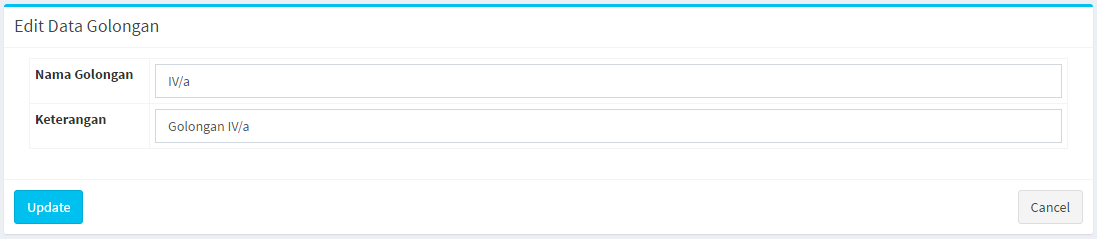 Edit Data Golongan
Nama Golongan
IV/a
Keterangan
Golongan IV/a
Update
Cancel